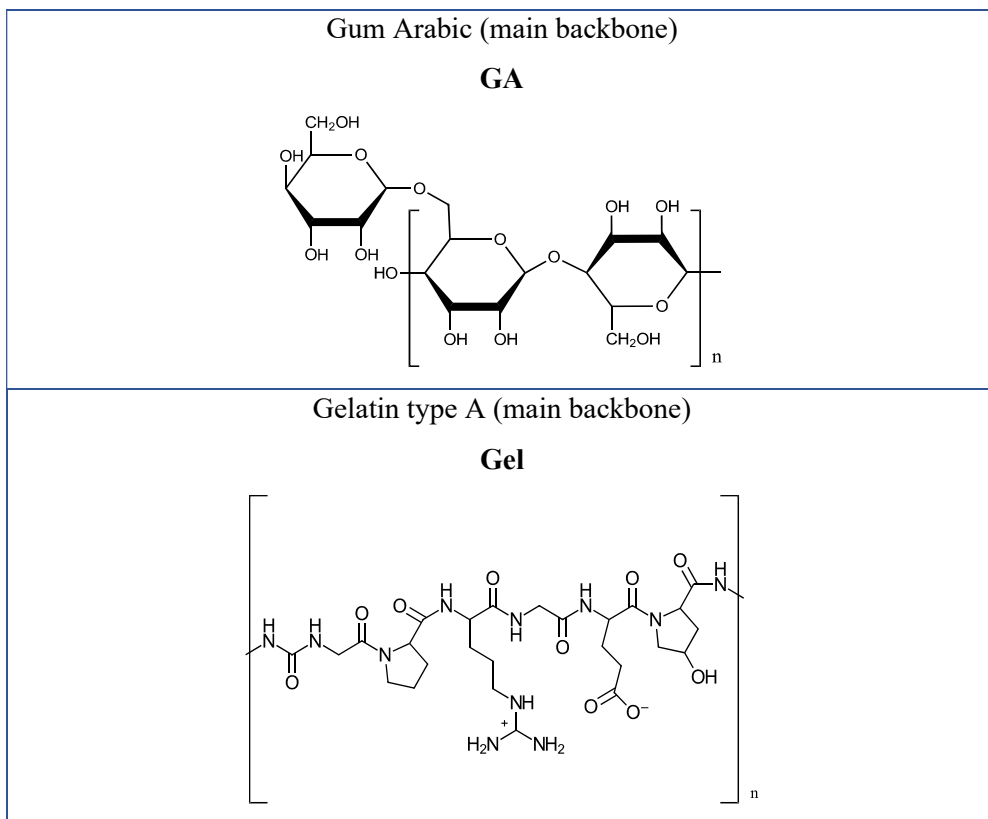 Gum Arabic (main backbone)
GA
CH₂OH
OH O
O
OH OH
OH OH
HO O O
O
OH OH
CH₂OH
n
Gelatin type A (main backbone)
Gel
O H
N
H O O H
N O N
H H O
N N
O N N
H O
N
O OH
NH O O⁻
+
H₂N NH₂
n